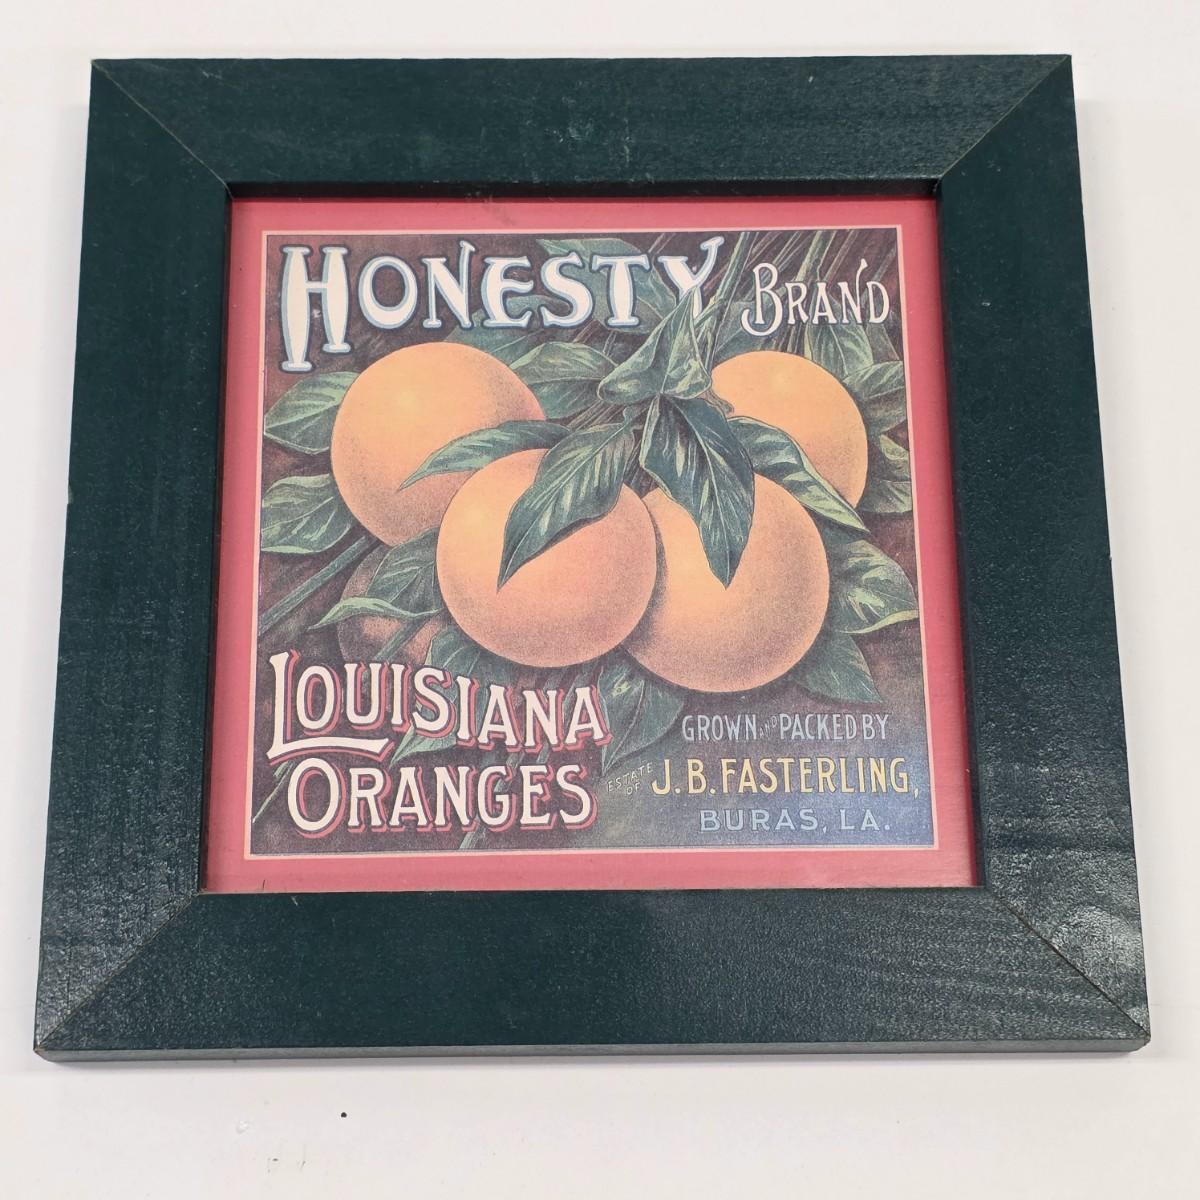 HONESTY BRAND
LOUISIANA
ORANGES
GROWN AND PACKED BY
ESTATE OF J.B. FASTERLING,
BURAS, LA.